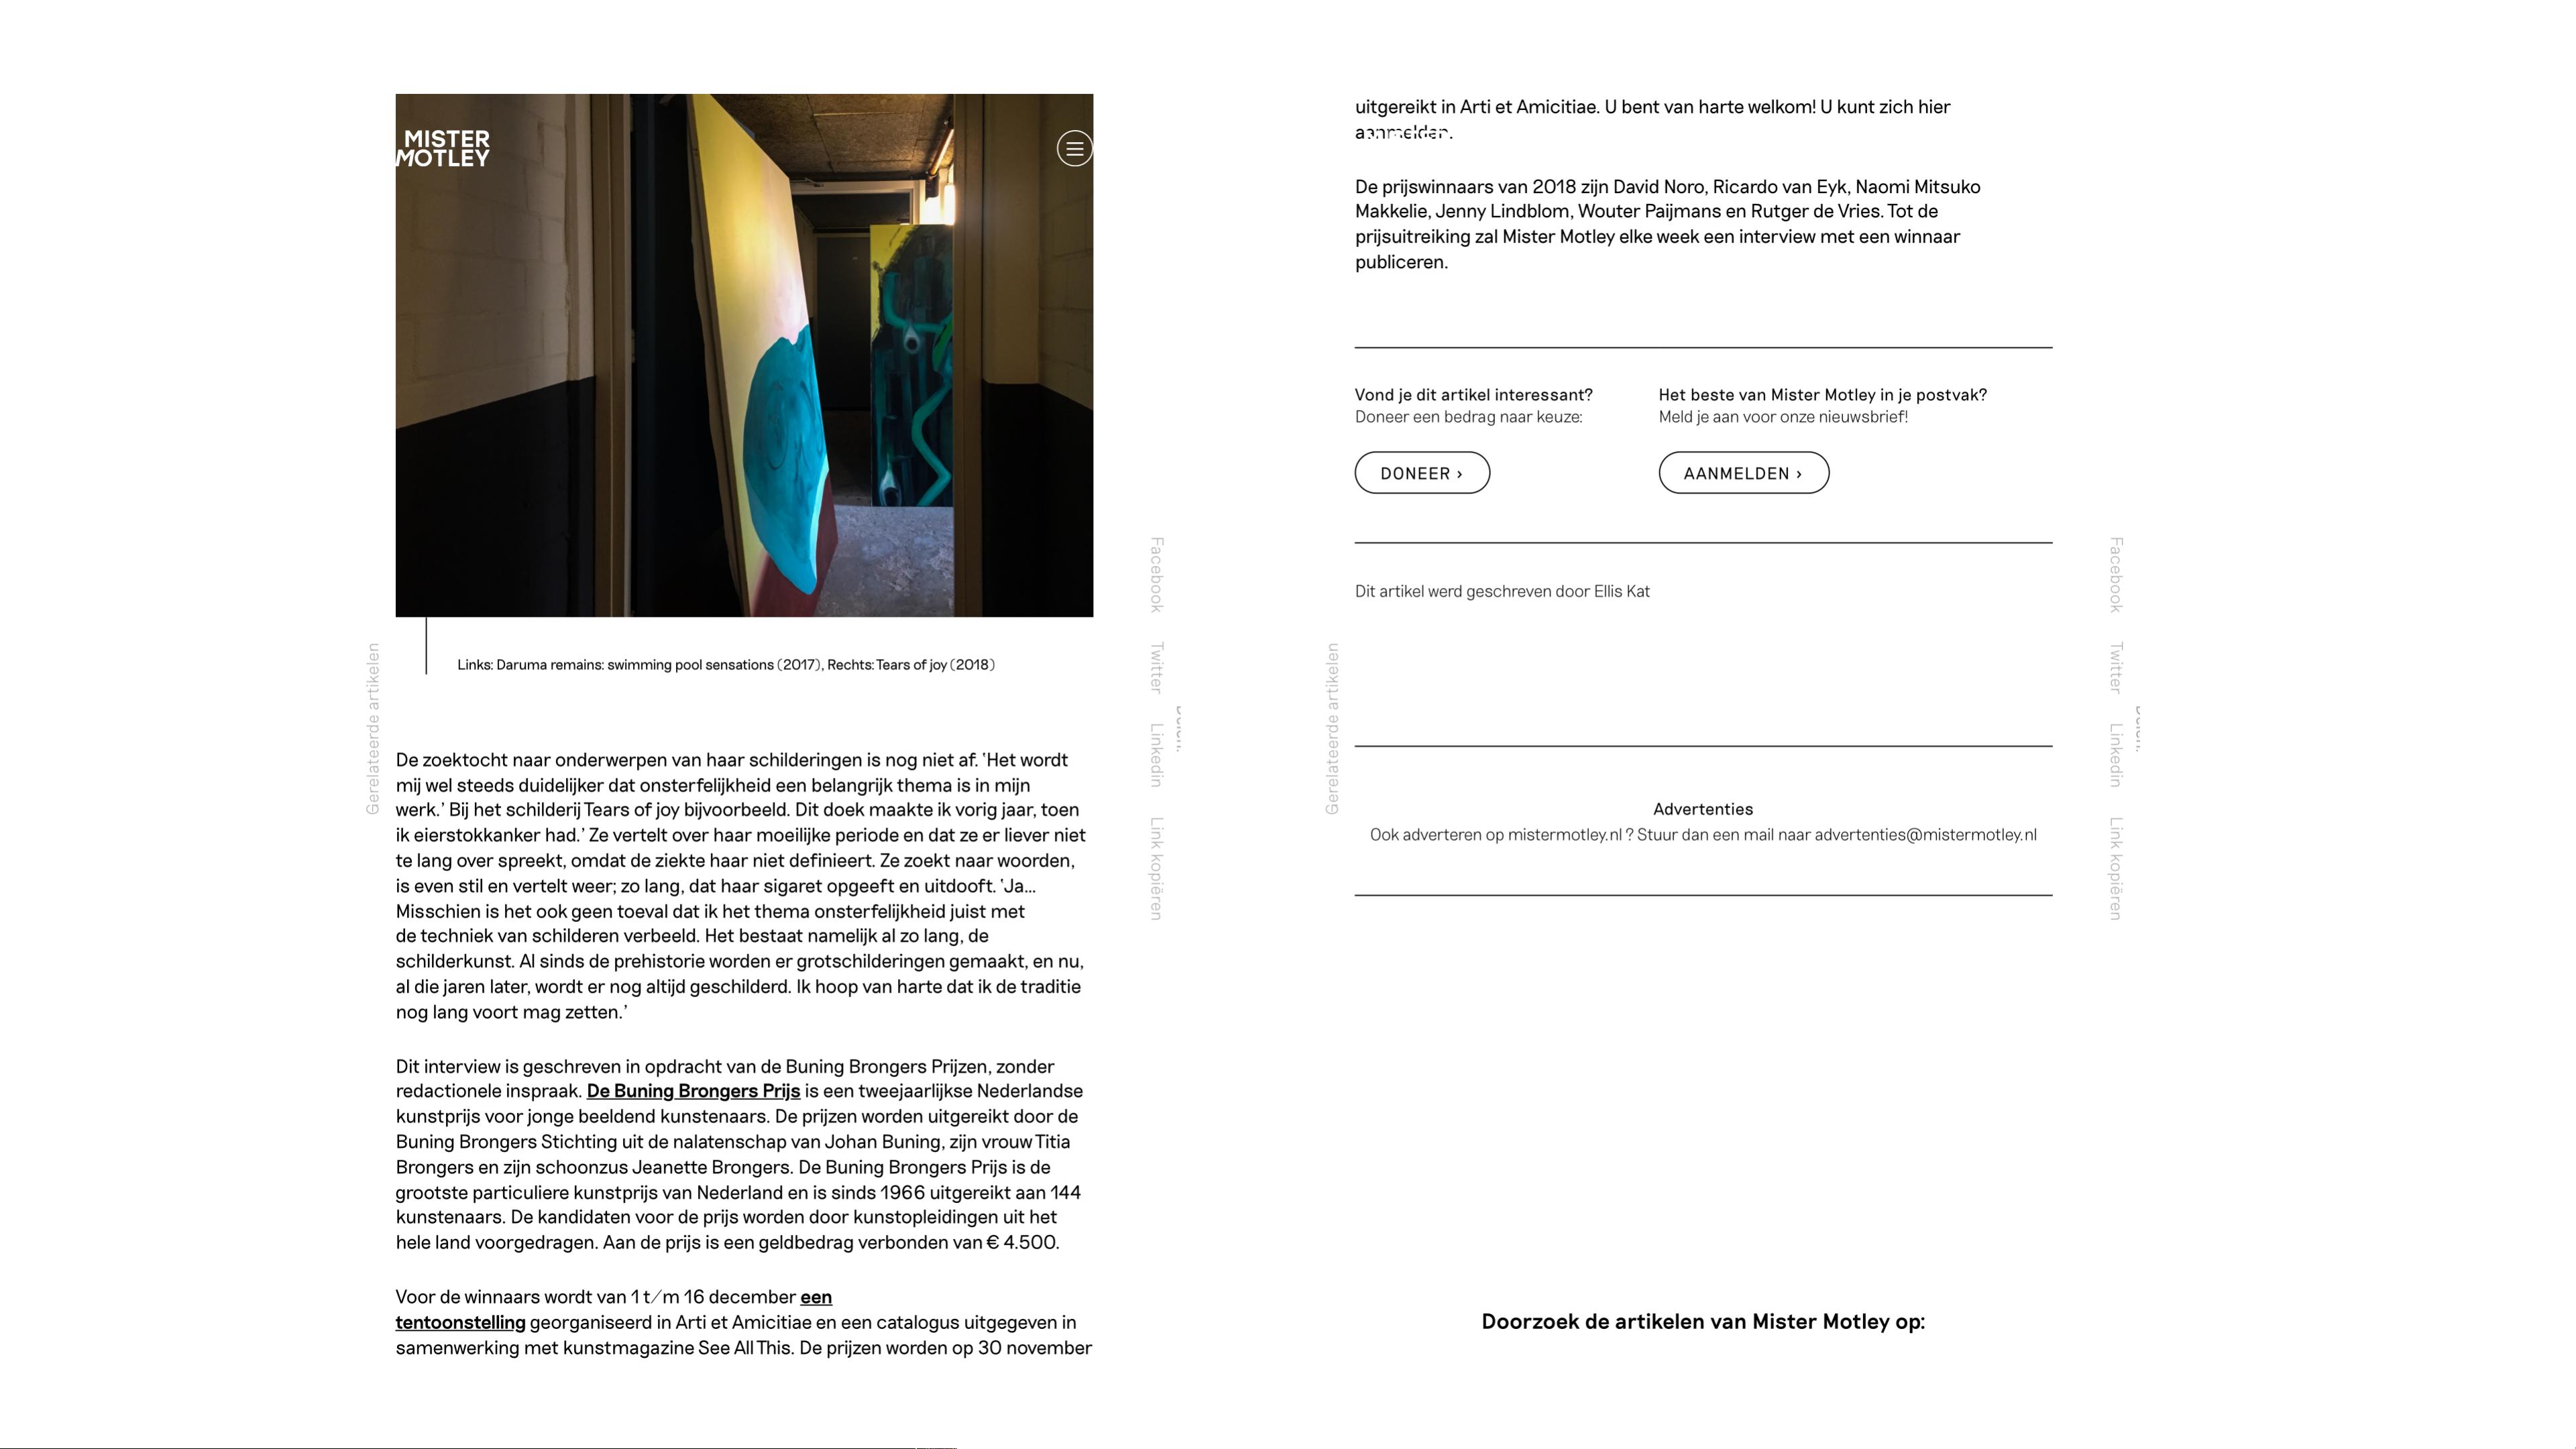 MISTER
MOTLEY
Links: Daruma remains: swimming pool sensations (2017), Rechts: Tears of joy (2018)
Gerelateerde artikelen
De zoektocht naar onderwerpen van haar schilderingen is nog niet af. ‘Het wordt
mij wel steeds duidelijker dat onsterfelijkheid een belangrijk thema is in mijn
werk.’ Bij het schilderij Tears of joy bijvoorbeeld. Dit doek maakte ik vorig jaar, toen
ik eierstokkanker had.’ Ze vertelt over haar moeilijke periode en dat ze er liever niet
te lang over spreekt, omdat de ziekte haar niet definieert. Ze zoekt naar woorden,
is even stil en vertelt weer; zo lang, dat haar sigaret opgeeft en uitdooft. ‘Ja...
Misschien is het ook geen toeval dat ik het thema onsterfelijkheid juist met
de techniek van schilderen verbeeld. Het bestaat namelijk al zo lang, de
schilderkunst. Al sinds de prehistorie worden er grotschilderingen gemaakt, en nu,
al die jaren later, wordt er nog altijd geschilderd. Ik hoop van harte dat ik de traditie
nog lang voort mag zetten.’
Dit interview is geschreven in opdracht van de Buning Brongers Prijzen, zonder
redactionele inspraak. De Buning Brongers Prijs is een tweejaarlijkse Nederlandse
kunstprijs voor jonge beeldend kunstenaars. De prijzen worden uitgereikt door de
Buning Brongers Stichting uit de nalatenschap van Johan Buning, zijn vrouw Titia
Brongers en zijn schoonzus Jeanette Brongers. De Buning Brongers Prijs is de
grootste particuliere kunstprijs van Nederland en is sinds 1966 uitgereikt aan 144
kunstenaars. De kandidaten voor de prijs worden door kunstopleidingen uit het
hele land voorgedragen. Aan de prijs is een geldbedrag verbonden van € 4.500.
Voor de winnaars wordt van 1 t/m 16 december een
tentoonstelling georganiseerd in Arti et Amicitiae en een catalogus uitgegeven in
samenwerking met kunstmagazine See All This. De prijzen worden op 30 november
Facebook Twitter Linkedin Link kopiëren
uitgereikt in Arti et Amicitiae. U bent van harte welkom! U kunt zich hier
aanmelden.
De prijswinnaars van 2018 zijn David Noro, Ricardo van Eyk, Naomi Mitsuko
Makkelie, Jenny Lindblom, Wouter Paijmans en Rutger de Vries. Tot de
prijsuitreiking zal Mister Motley elke week een interview met een winnaar
publiceren.
Vond je dit artikel interessant?
Doneer een bedrag naar keuze:
DONEER ›
Het beste van Mister Motley in je postvak?
Meld je aan voor onze nieuwsbrief!
AANMELDEN ›
Dit artikel werd geschreven door Ellis Kat
Gerelateerde artikelen
Advertenties
Ook adverteren op mistermotley.nl ? Stuur dan een mail naar advertenties@mistermotley.nl
Facebook Twitter Linkedin Link kopiëren
Doorzoek de artikelen van Mister Motley op: